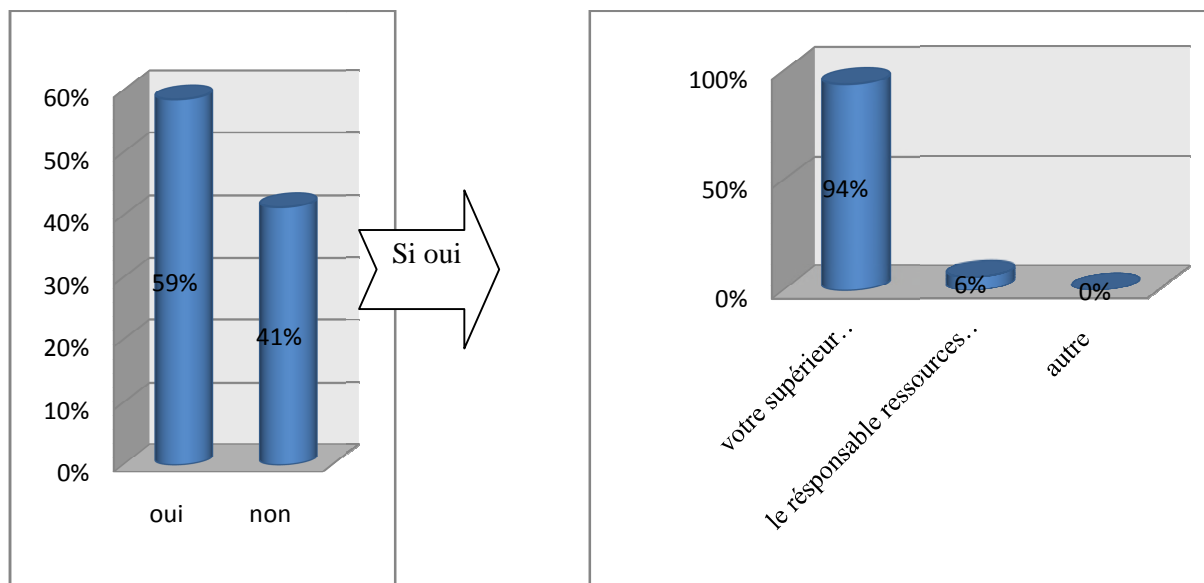 60%
50%
40%
30%
20%
10%
0%
59%
41%
oui
non
Si oui
100%
50%
0%
94%
6%
0%
votre supérieur..
le résponsable ressources..
autre